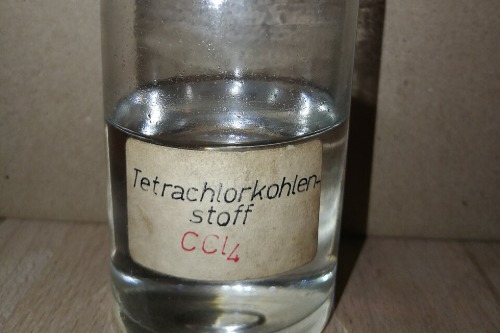 Tetrachlorkohlen-
stoff
CCl4